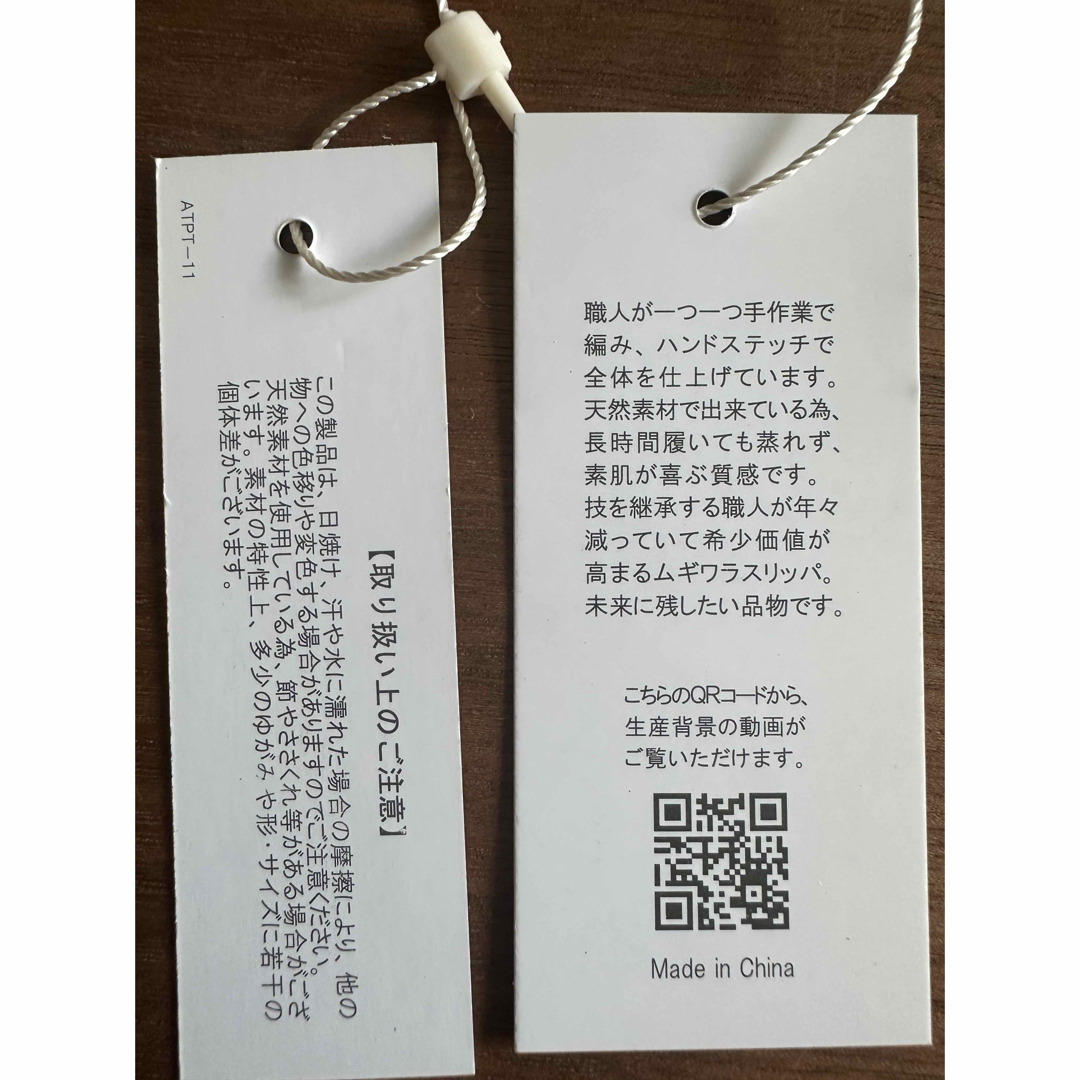 ATPT-11
【取り扱い上のご注意】
この製品は、日焼け、汗や水に濡れた場合の摩擦により、他の
物への色移りや変色する場合がありますのでご注意ください。
天然素材を使用している為、節やささくれ等がある場合がござ
います。素材の特性上、多少のゆがみや形・サイズに若干の
個体差がございます。
職人が一つ一つ手作業で
編み、ハンドステッチで
全体を仕上げています。
天然素材で出来ている為、
長時間履いても蒸れず、
素肌が喜ぶ質感です。
技を継承する職人が年々
減っていて希少価値が
高まるムギワラスリッパ。
未来に残したい品物です。
こちらのQRコードから、
生産背景の動画が
ご覧いただけます。
Made in China